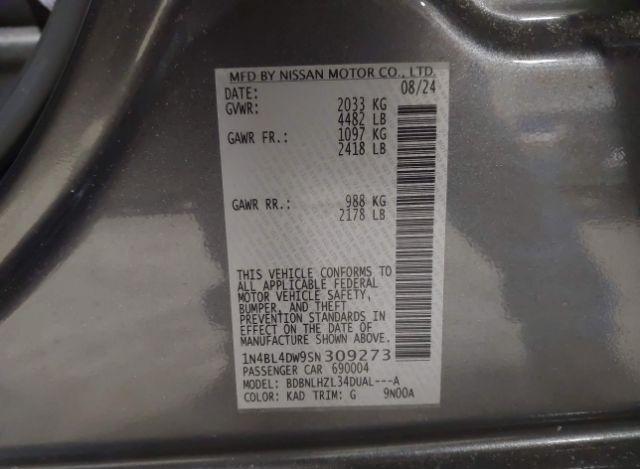 MFD BY NISSAN MOTOR CO., LTD.
DATE: 08/24
GVWR: 2033 KG
4482 LB
GAWR FR.: 1097 KG
2418 LB
GAWR RR.: 988 KG
2178 LB
THIS VEHICLE CONFORMS TO
ALL APPLICABLE FEDERAL
MOTOR VEHICLE SAFETY,
BUMPER, AND THEFT
PREVENTION STANDARDS IN
EFFECT ON THE DATE OF
MANUFACTURE SHOWN ABOVE.
1N4BL4DW9SN309273
PASSENGER CAR 690004
MODEL: BDBNLHZL34DUAL---A
COLOR: KAD TRIM: G 9N00A